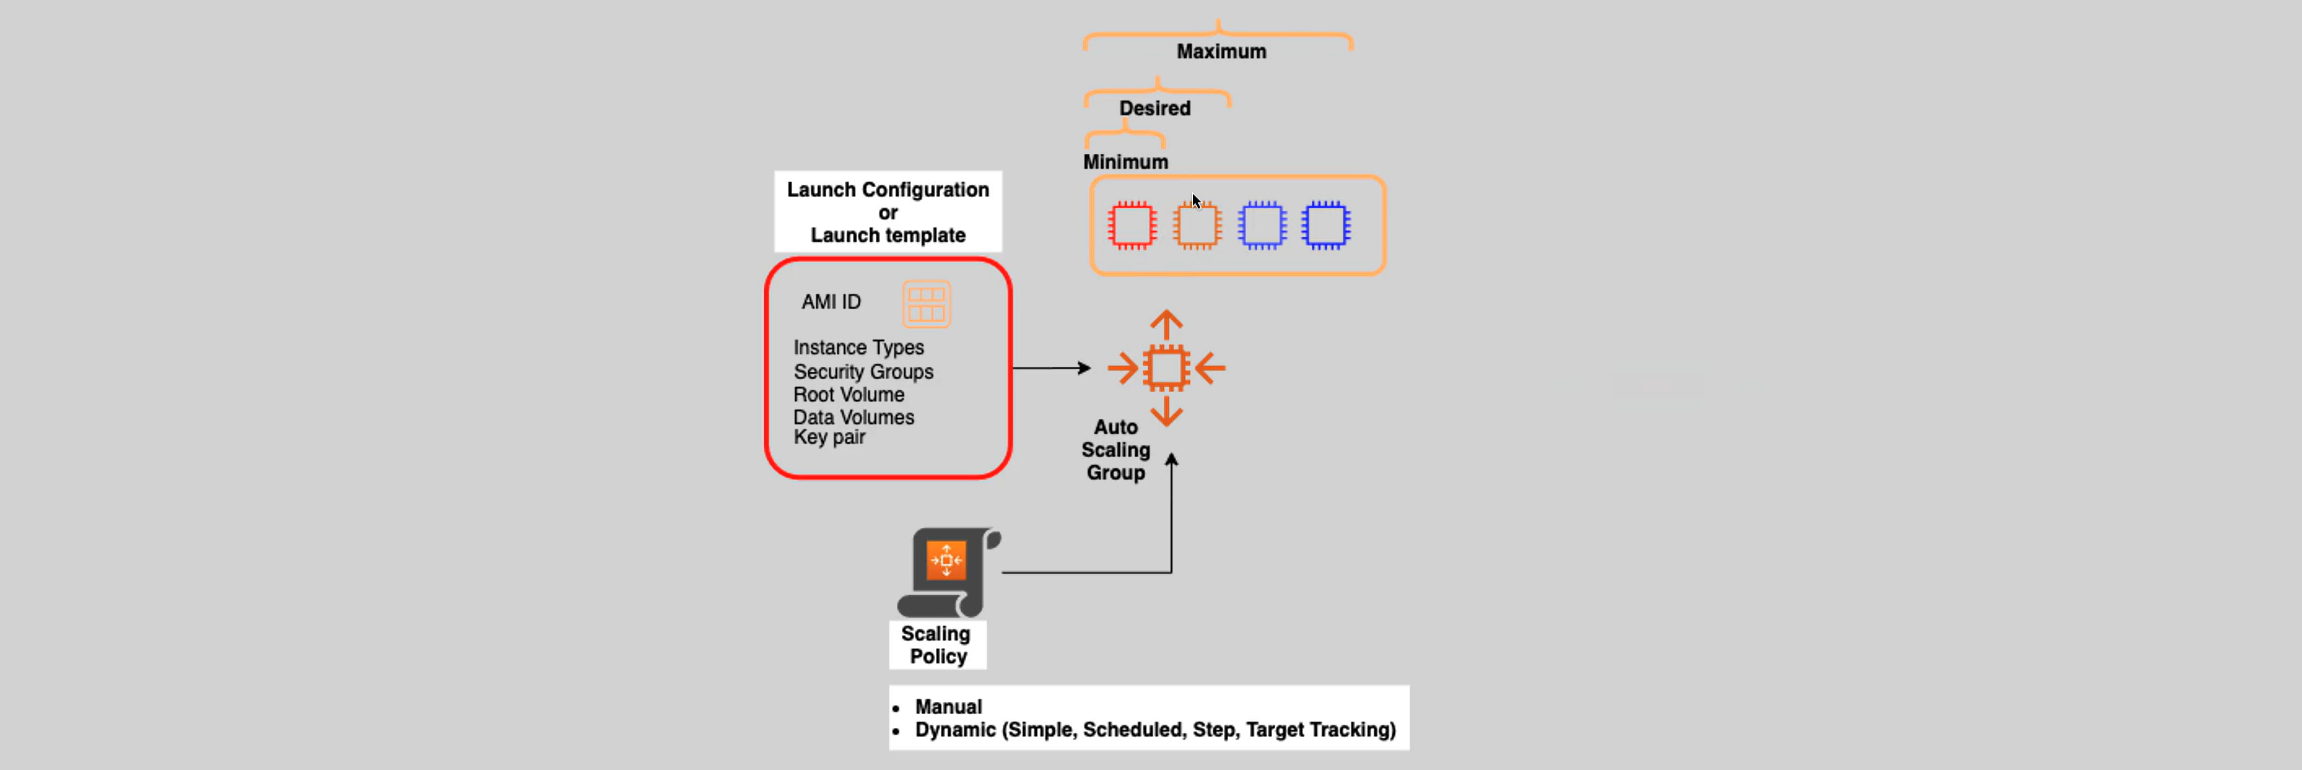 Maximum
Desired
Minimum
Launch Configuration
or
Launch template
AMI ID
Instance Types
Security Groups
Root Volume
Data Volumes
Key pair
Auto
Scaling
Group
Scaling
Policy
• Manual
• Dynamic (Simple, Scheduled, Step, Target Tracking)